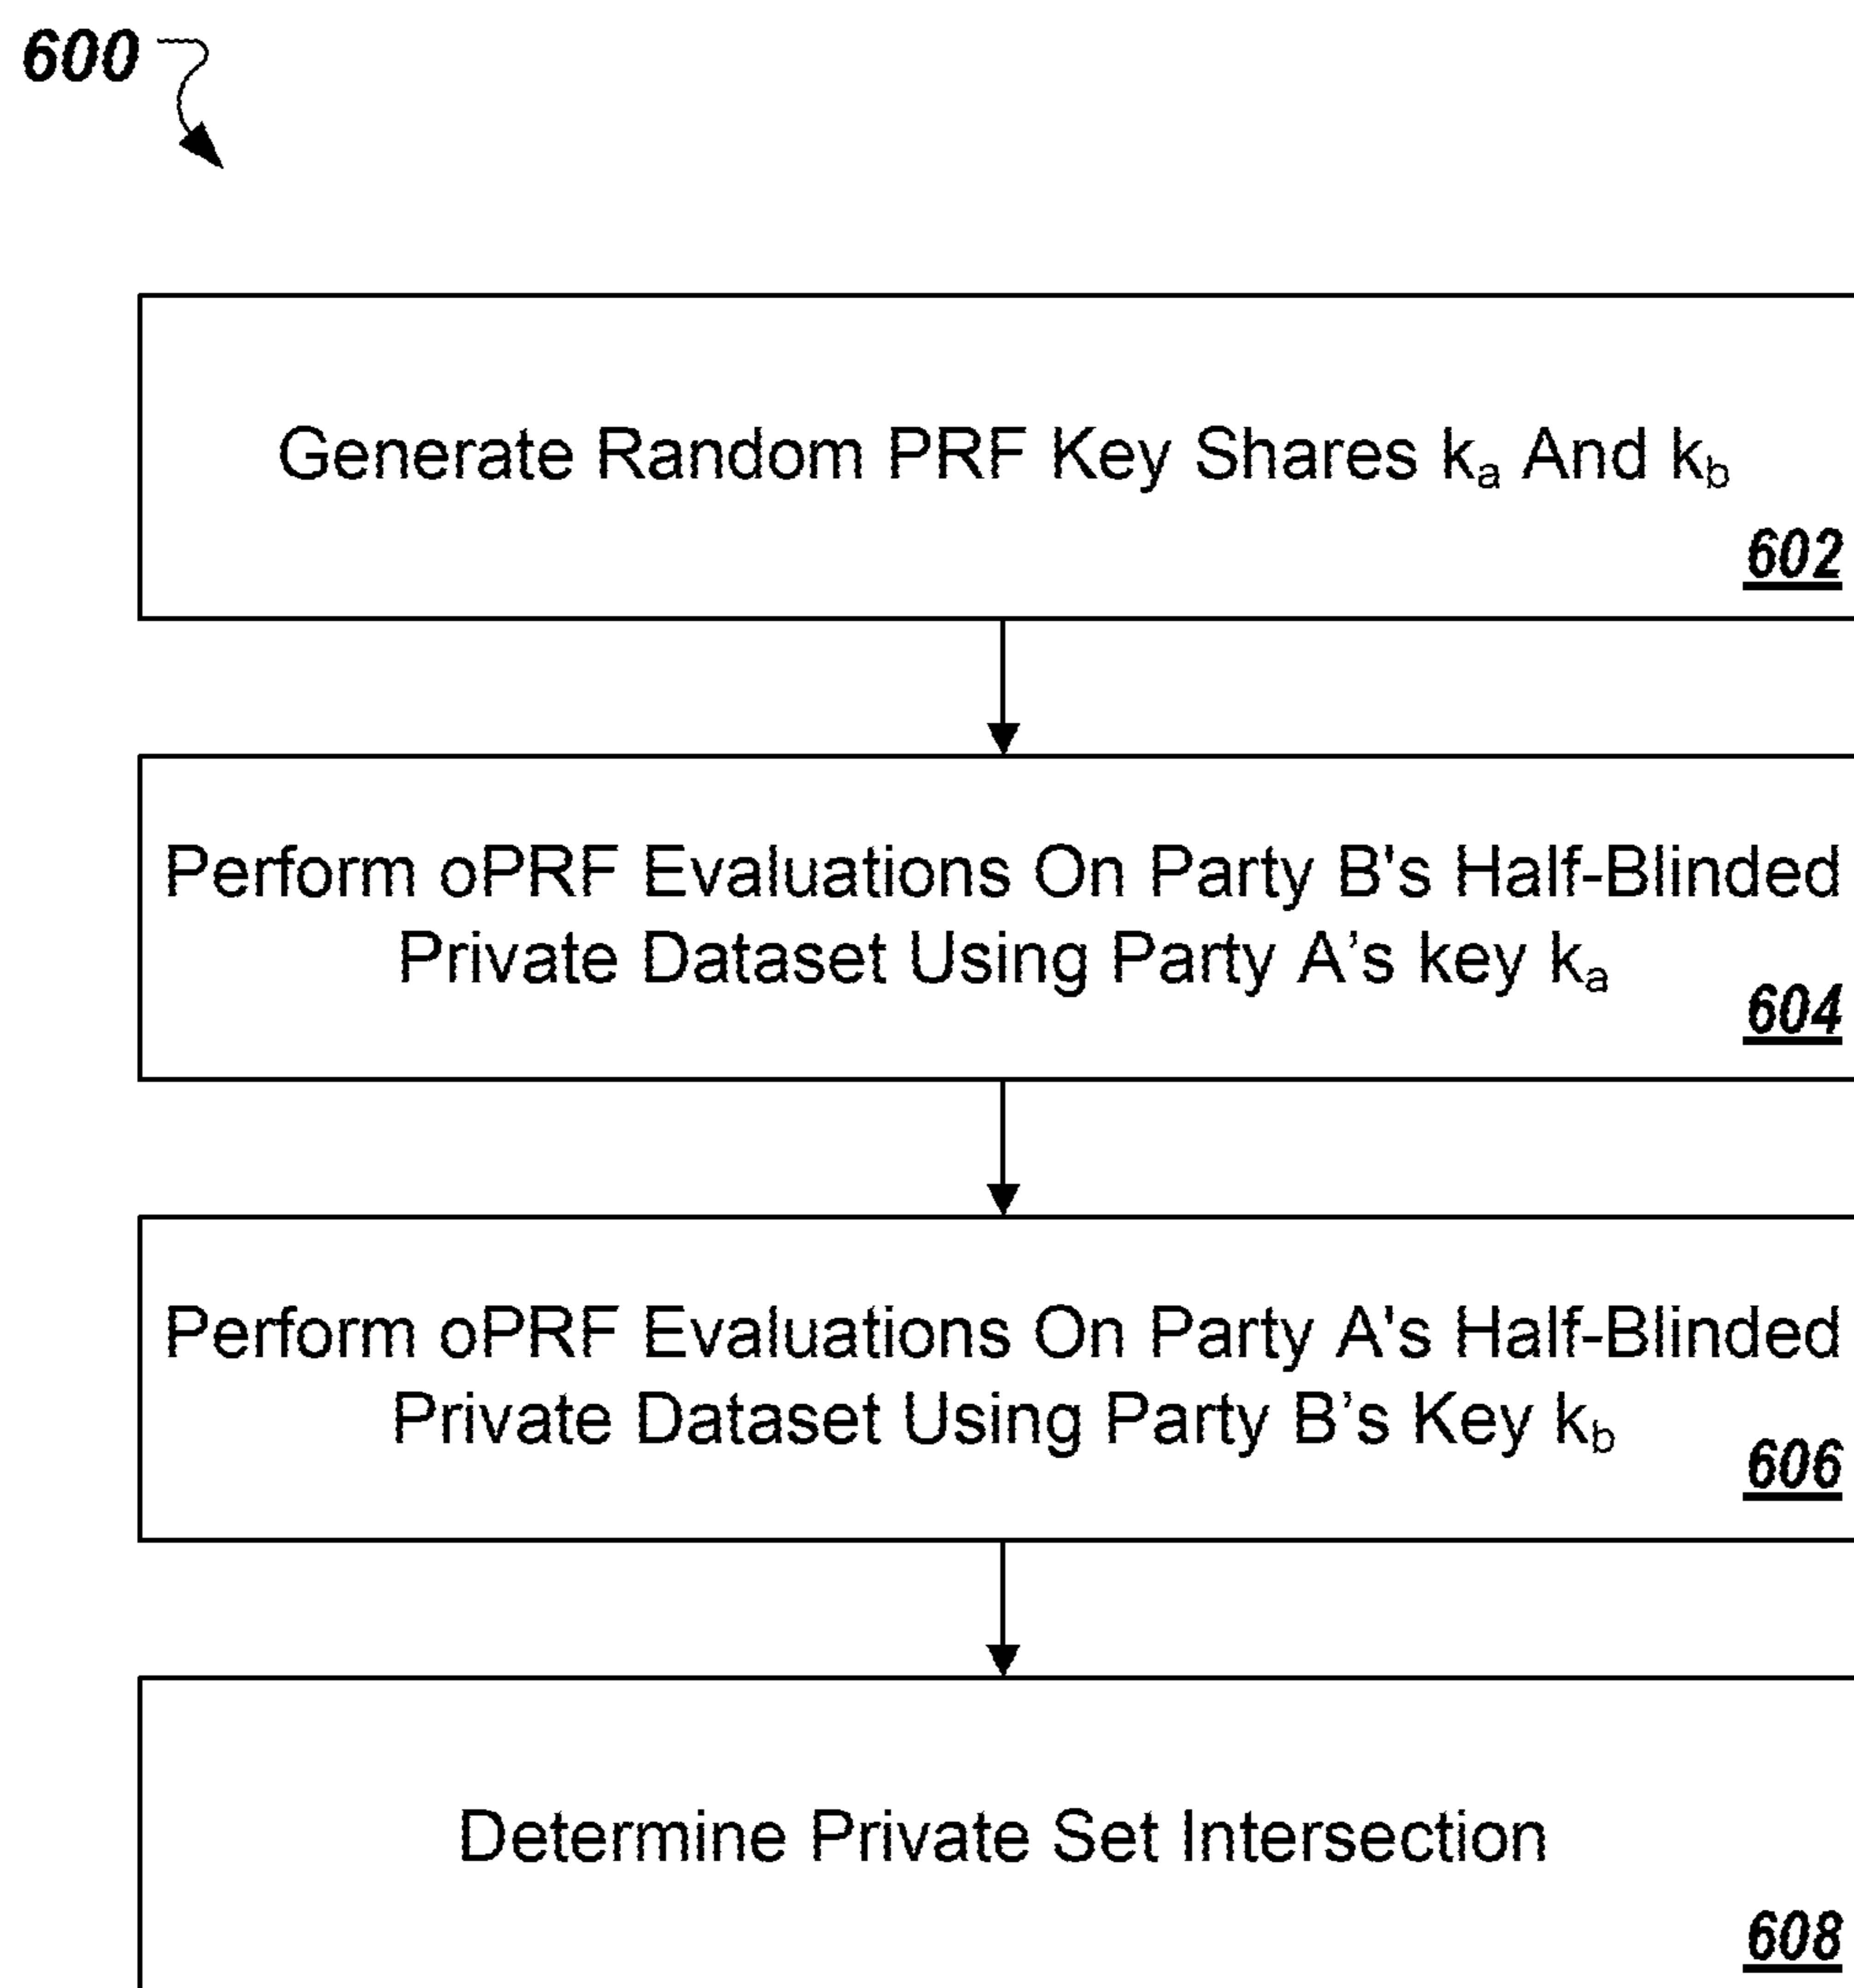 600
Generate Random PRF Key Shares kₐ And k_b
602
Perform oPRF Evaluations On Party B's Half-Blinded
Private Dataset Using Party A's key kₐ
604
Perform oPRF Evaluations On Party A's Half-Blinded
Private Dataset Using Party B's Key k_b
606
Determine Private Set Intersection
608